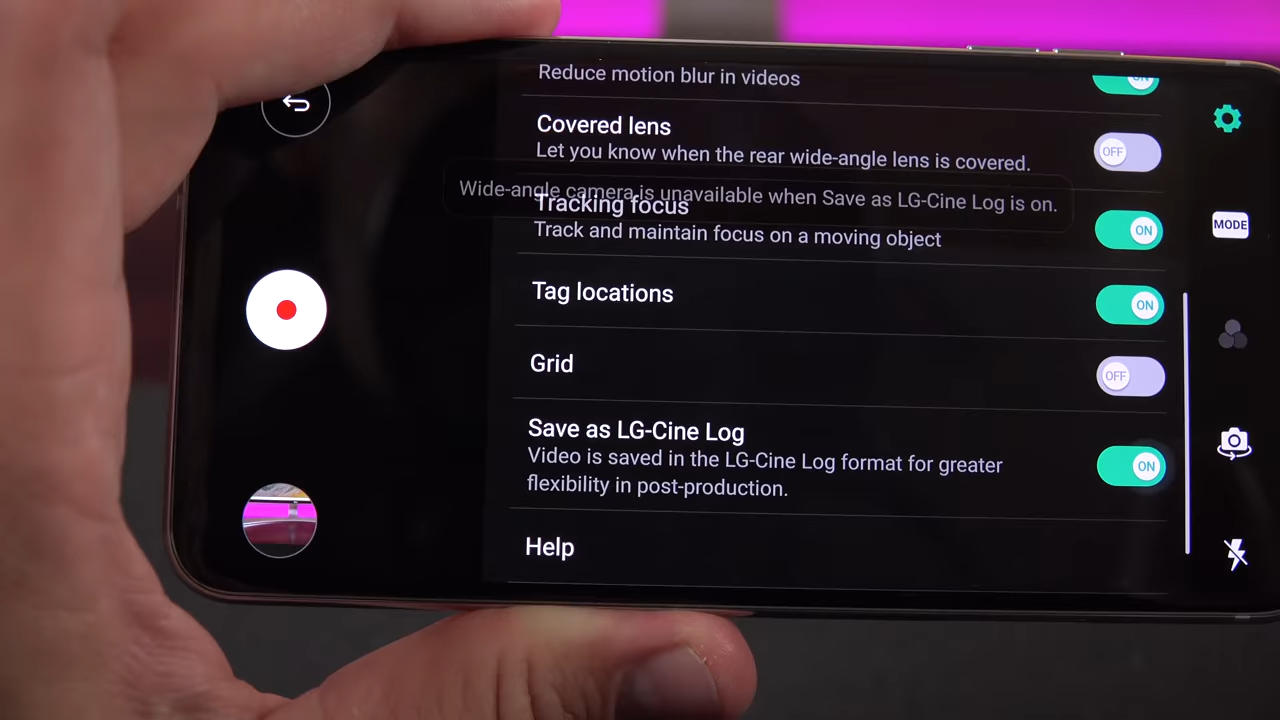 Reduce motion blur in videos
ON
Covered lens
Let you know when the rear wide-angle lens is covered.
OFF
Wide-angle camera is unavailable when Save as LG-Cine Log is on.
Tracking focus
Track and maintain focus on a moving object
ON
MODE
Tag locations
ON
Grid
OFF
Save as LG-Cine Log
Video is saved in the LG-Cine Log format for greater
flexibility in post-production.
ON
Help